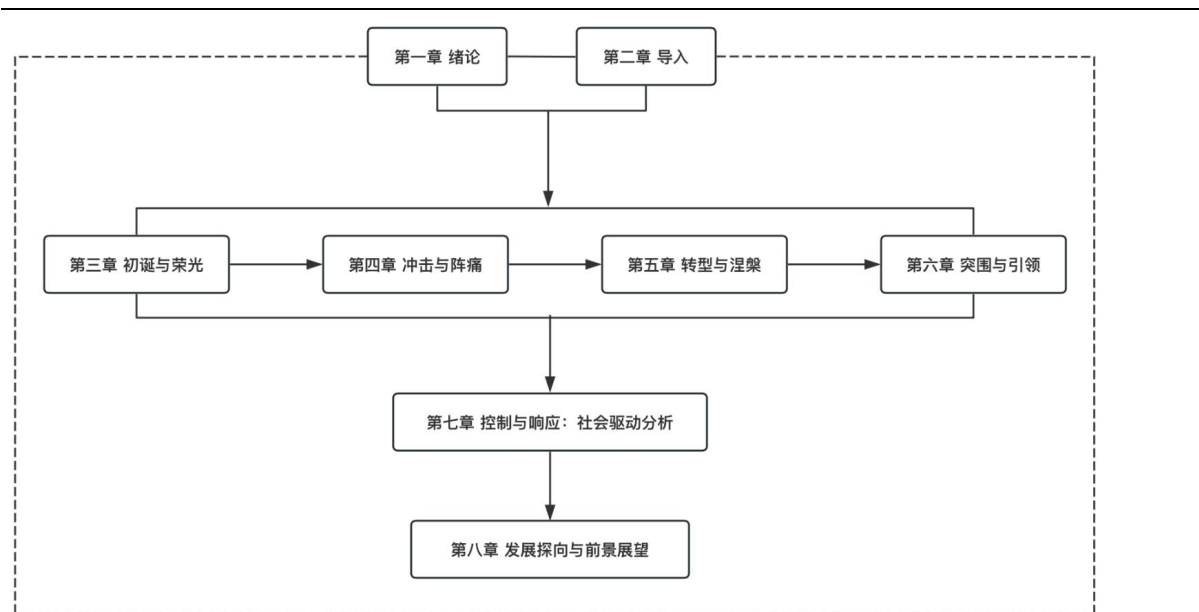 第一章 绪论
第二章 导入
第三章 初诞与荣光
第四章 冲击与阵痛
第五章 转型与涅槃
第六章 突围与引领
第七章 控制与响应：社会驱动分析
第八章 发展探向与前景展望